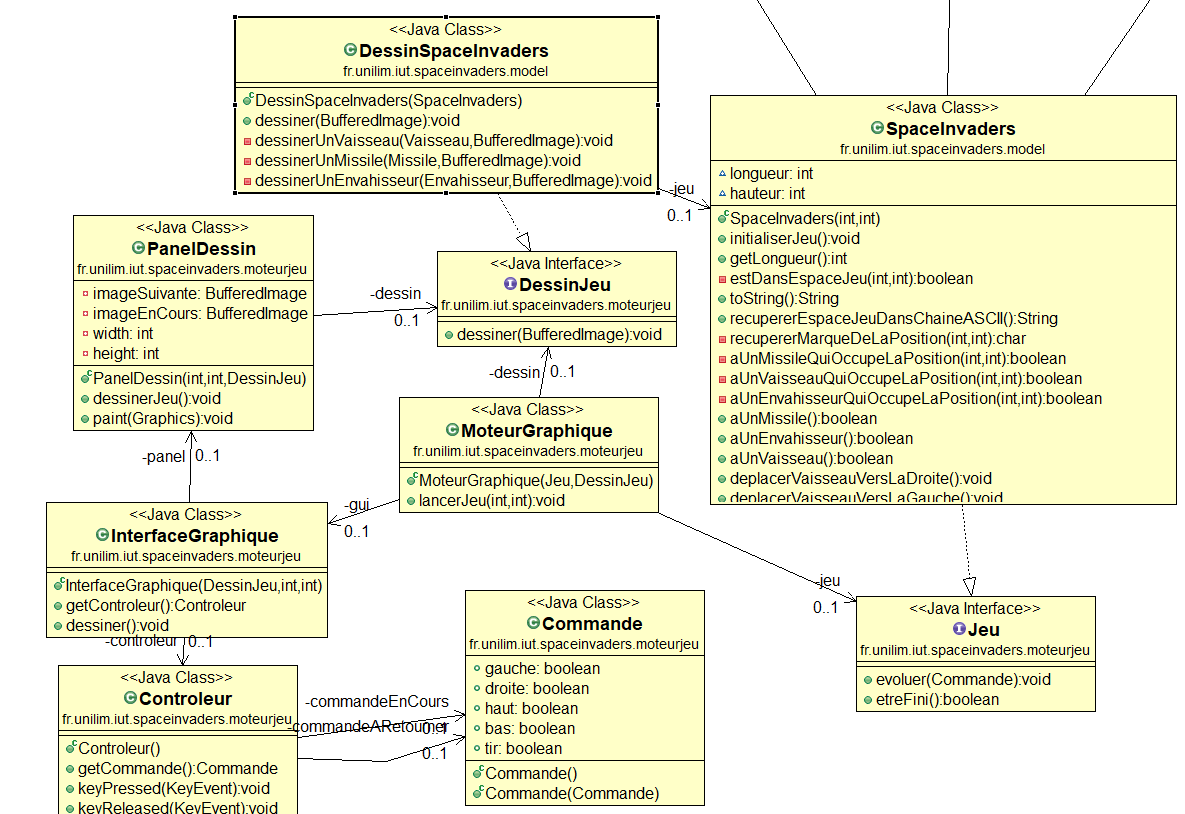 <<Java Class>>
DessinSpaceInvaders
fr.unilim.iut.spaceinvaders.model
DessinSpaceInvaders(SpaceInvaders)
dessiner(BufferedImage):void
dessinerUnVaisseau(Vaisseau,BufferedImage):void
dessinerUnMissile(Missile,BufferedImage):void
dessinerUnEnvahisseur(Envahisseur,BufferedImage):void
-jeu
0..1
<<Java Class>>
SpaceInvaders
fr.unilim.iut.spaceinvaders.model
longueur: int
hauteur: int
SpaceInvaders(int,int)
initialiserJeu():void
getLongueur():int
estDansEspaceJeu(int,int):boolean
toString():String
recupererEspaceJeuDansChaineASCII():String
recupererMarqueDeLaPosition(int,int):char
aUnMissileQuiOccupeLaPosition(int,int):boolean
aUnVaisseauQuiOccupeLaPosition(int,int):boolean
aUnEnvahisseurQuiOccupeLaPosition(int,int):boolean
aUnMissile():boolean
aUnEnvahisseur():boolean
aUnVaisseau():boolean
deplacerVaisseauVersLaDroite():void
deplacerVaisseauVersLaGauche():void
<<Java Class>>
PanelDessin
fr.unilim.iut.spaceinvaders.moteurjeu
imageSuivante: BufferedImage
imageEnCours: BufferedImage
width: int
height: int
PanelDessin(int,int,DessinJeu)
dessinerJeu():void
paint(Graphics):void
-dessin
0..1
<<Java Interface>>
DessinJeu
fr.unilim.iut.spaceinvaders.moteurjeu
dessiner(BufferedImage):void
-dessin
0..1
<<Java Class>>
MoteurGraphique
fr.unilim.iut.spaceinvaders.moteurjeu
MoteurGraphique(Jeu,DessinJeu)
lancerJeu(int,int):void
-panel
0..1
-gui
0..1
<<Java Class>>
InterfaceGraphique
fr.unilim.iut.spaceinvaders.moteurjeu
InterfaceGraphique(DessinJeu,int,int)
getControleur():Controleur
dessiner():void
-jeu
0..1
<<Java Interface>>
Jeu
fr.unilim.iut.spaceinvaders.moteurjeu
evoluer(Commande):void
etreFini():boolean
-controleur
0..1
<<Java Class>>
Controleur
fr.unilim.iut.spaceinvaders.moteurjeu
Controleur()
getCommande():Commande
keyPressed(KeyEvent):void
keyReleased(KeyEvent):void
-commandeEnCours
0..1
-commandeARetourner
0..1
<<Java Class>>
Commande
fr.unilim.iut.spaceinvaders.moteurjeu
gauche: boolean
droite: boolean
haut: boolean
bas: boolean
tir: boolean
Commande()
Commande(Commande)